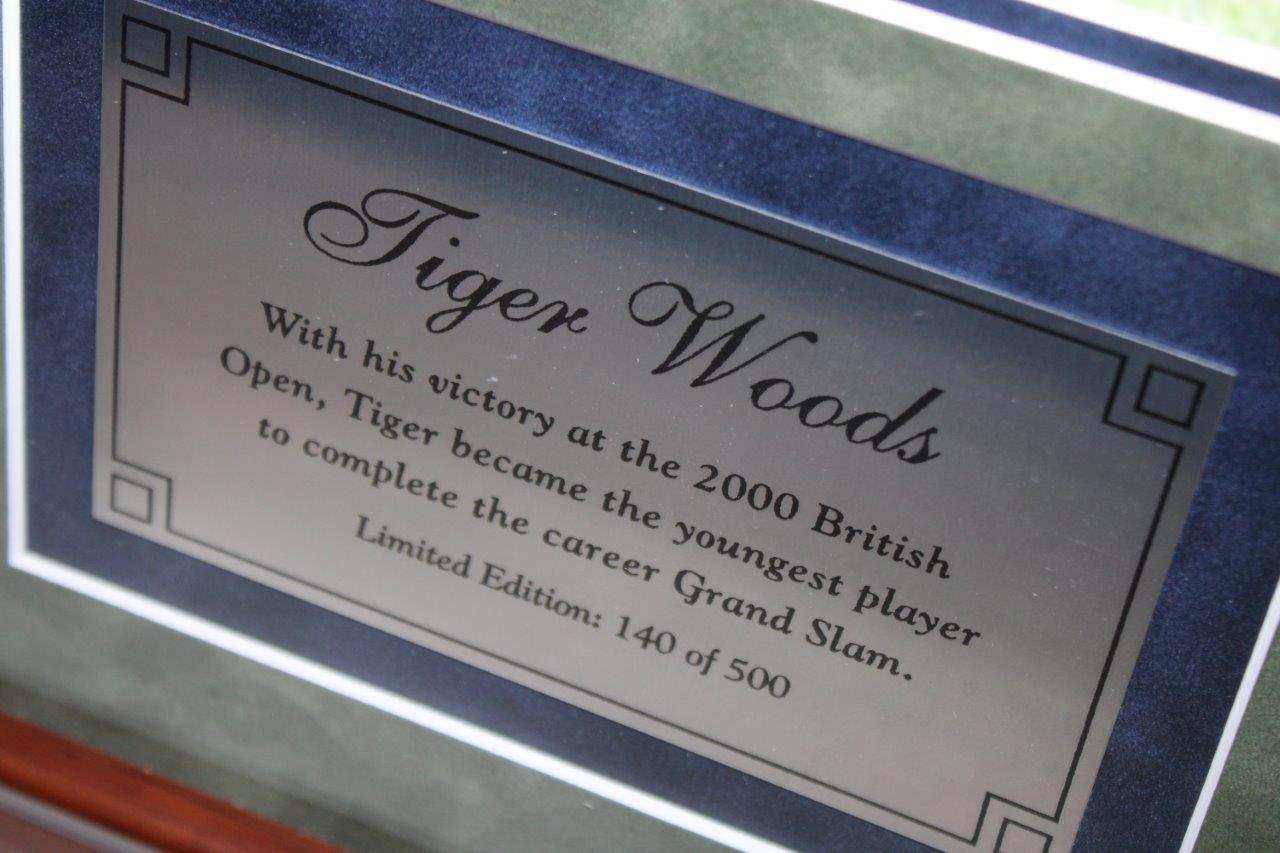 Tiger Woods
With his victory at the 2000 British
Open, Tiger became the youngest player
to complete the career Grand Slam.
Limited Edition: 140 of 500